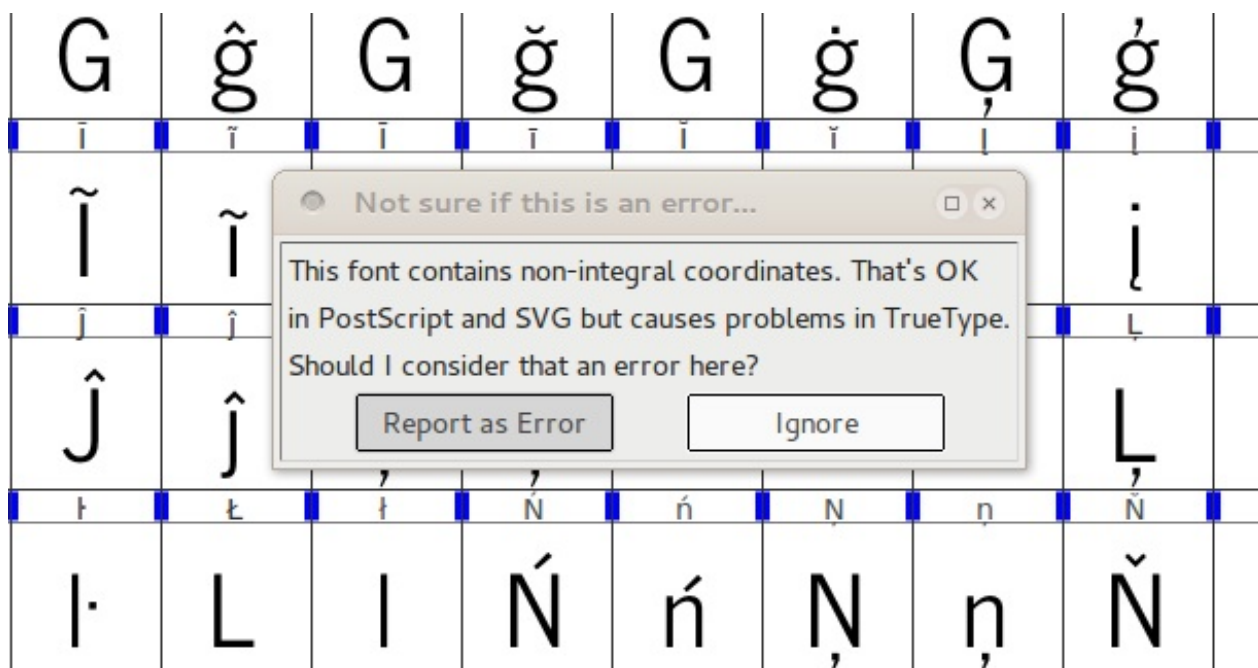 G ĝ G ğ G ġ Ģ ģ
Ĩ ĩ Ī ī Ĭ ĭ Į į
Ĩ ĩ į
Not sure if this is an error...
This font contains non-integral coordinates. That's OK
in PostScript and SVG but causes problems in TrueType.
Should I consider that an error here?
Report as Error Ignore
Ĵ ĵ Ļ
Ĵ ĵ Ļ
ŀ Ł ł Ń ń Ņ ņ Ň
ŀ L l Ń ń Ņ ņ Ň